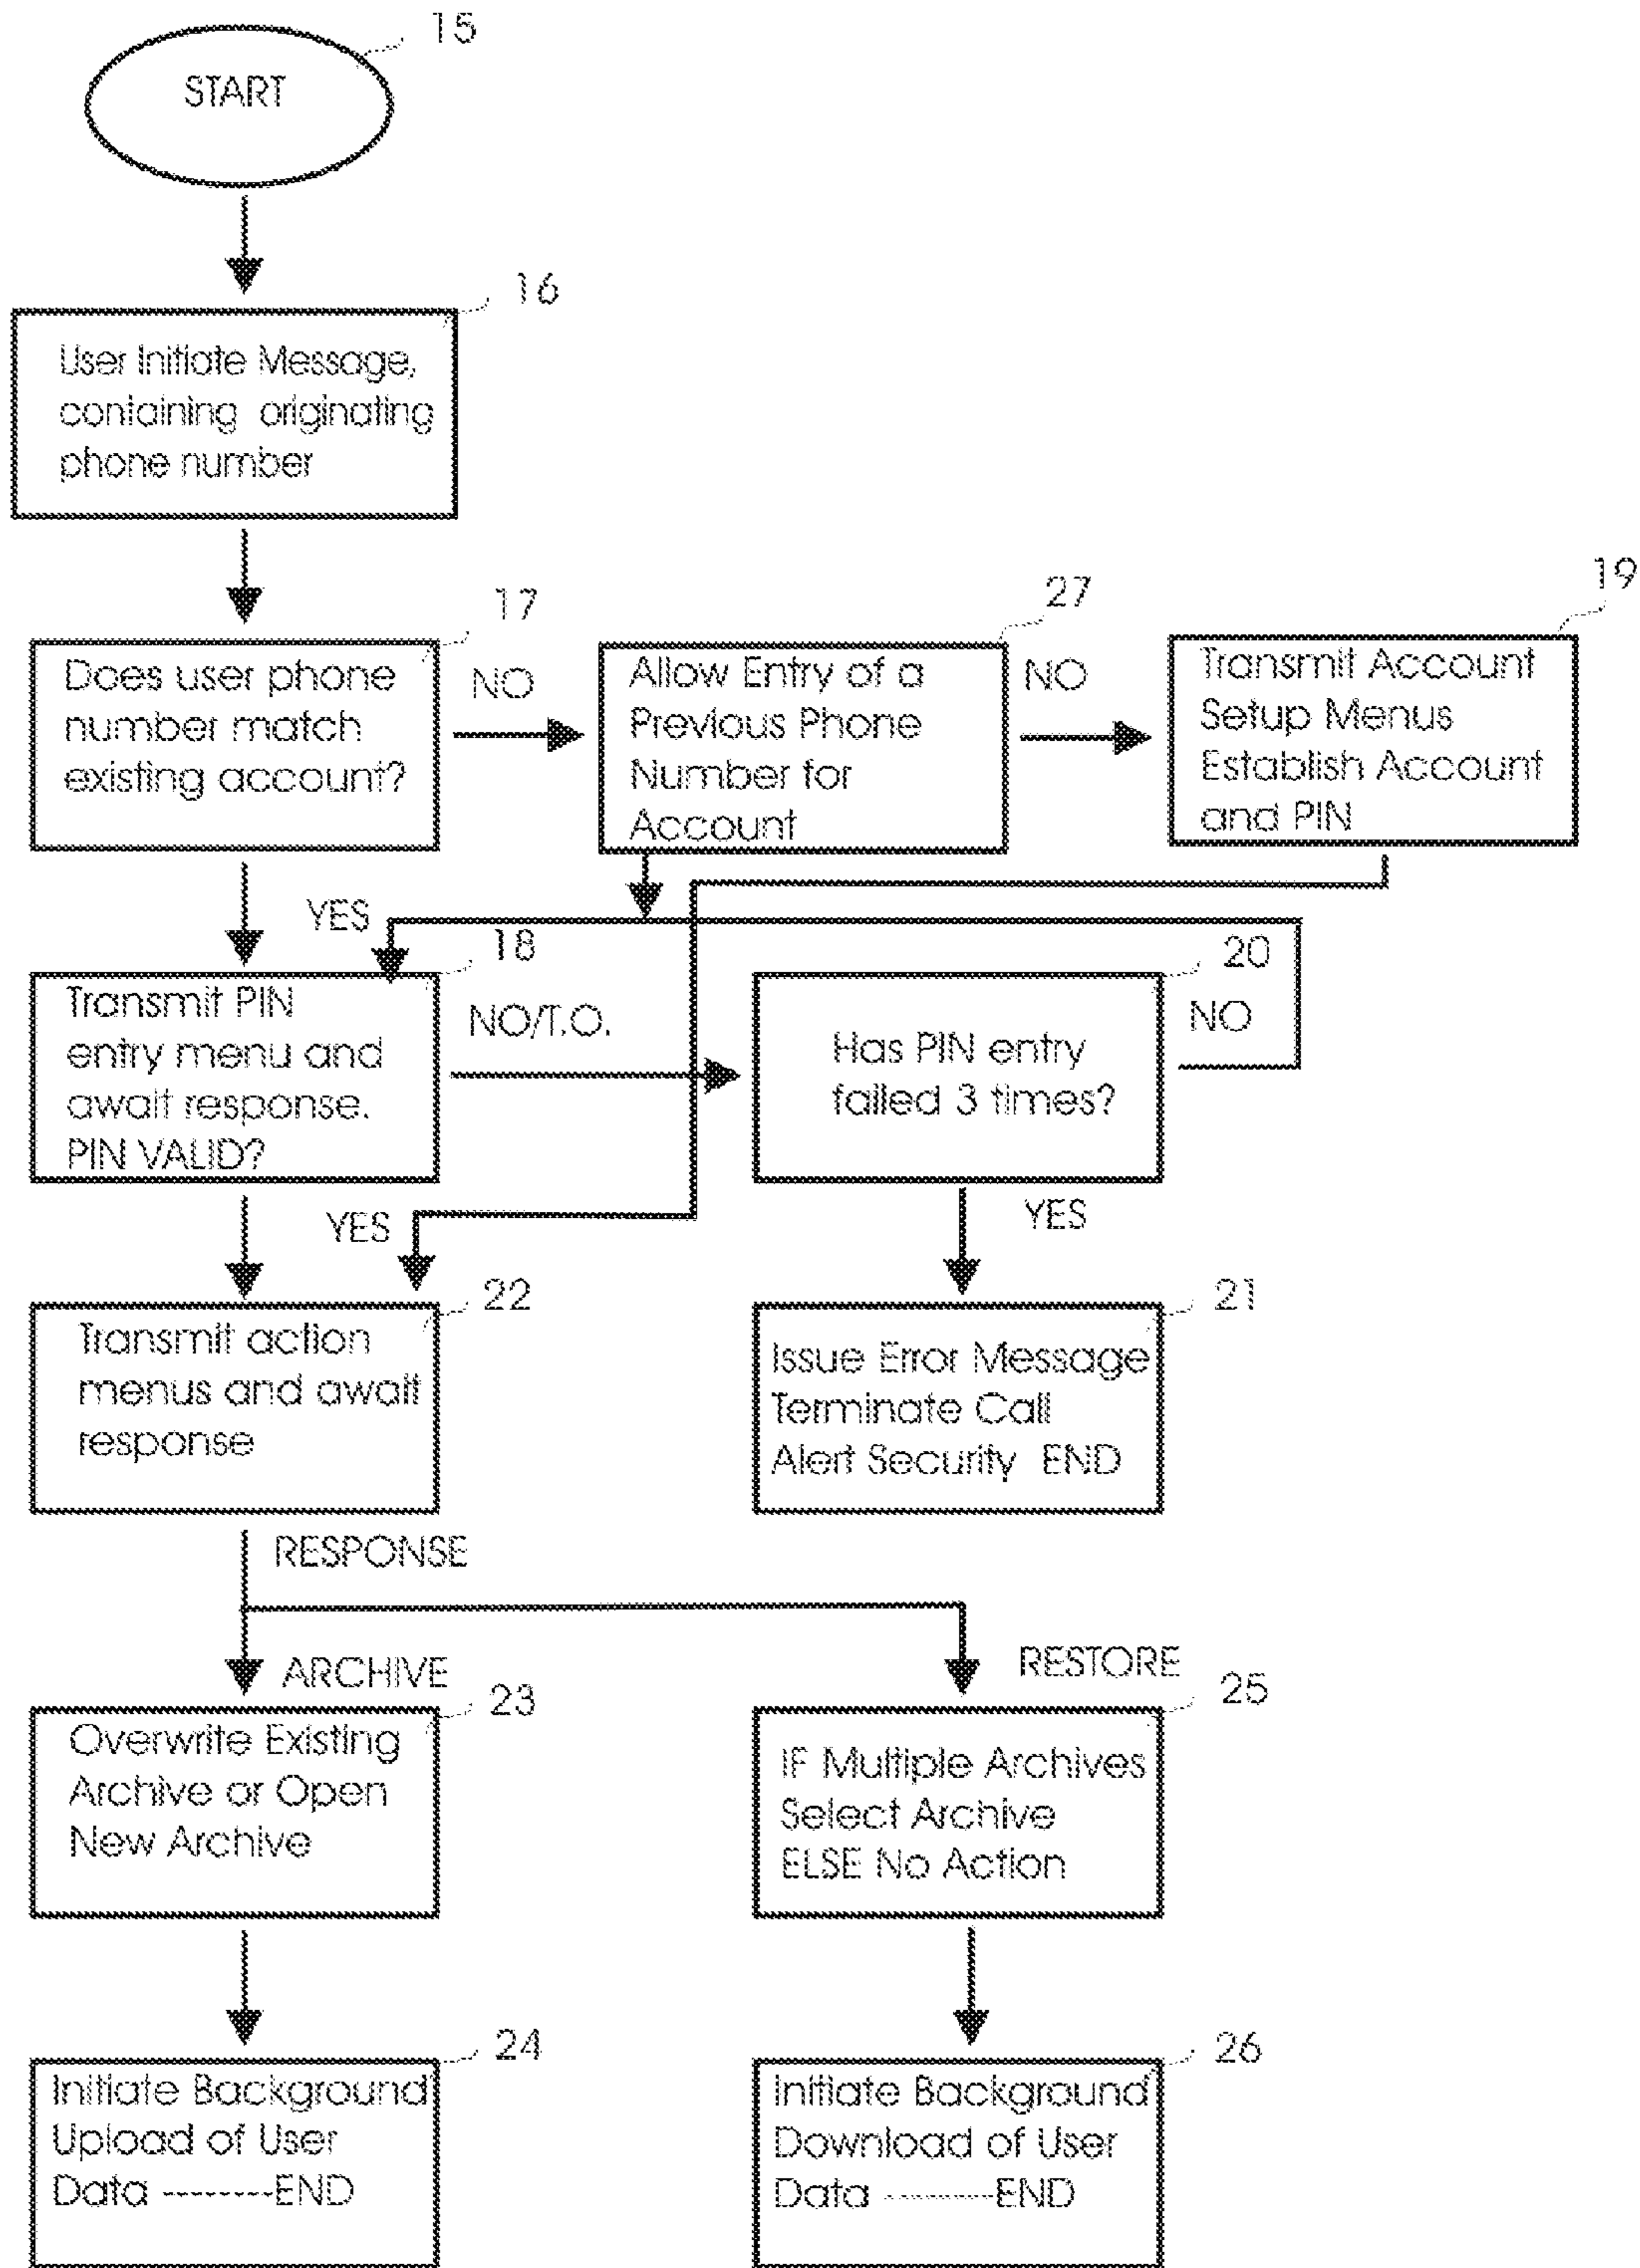 15
START
16
User Initiate Message,
containing originating
phone number
17
Does user phone
number match
existing account?
NO
27
Allow Entry of a
Previous Phone
Number for
Account
NO
19
Transmit Account
Setup Menus
Establish Account
and PIN
YES
18
Transmit PIN
entry menu and
await response.
PIN VALID?
NO/T.O.
20
Has PIN entry
failed 3 times?
NO
YES
YES
22
Transmit action
menus and await
response
21
Issue Error Message
Terminate Call
Alert Security END
RESPONSE
ARCHIVE
RESTORE
23
Overwrite Existing
Archive or Open
New Archive
25
IF Multiple Archives
Select Archive
ELSE No Action
24
Initiate Background
Upload of User
Data --------END
26
Initiate Background
Download of User
Data ----------END